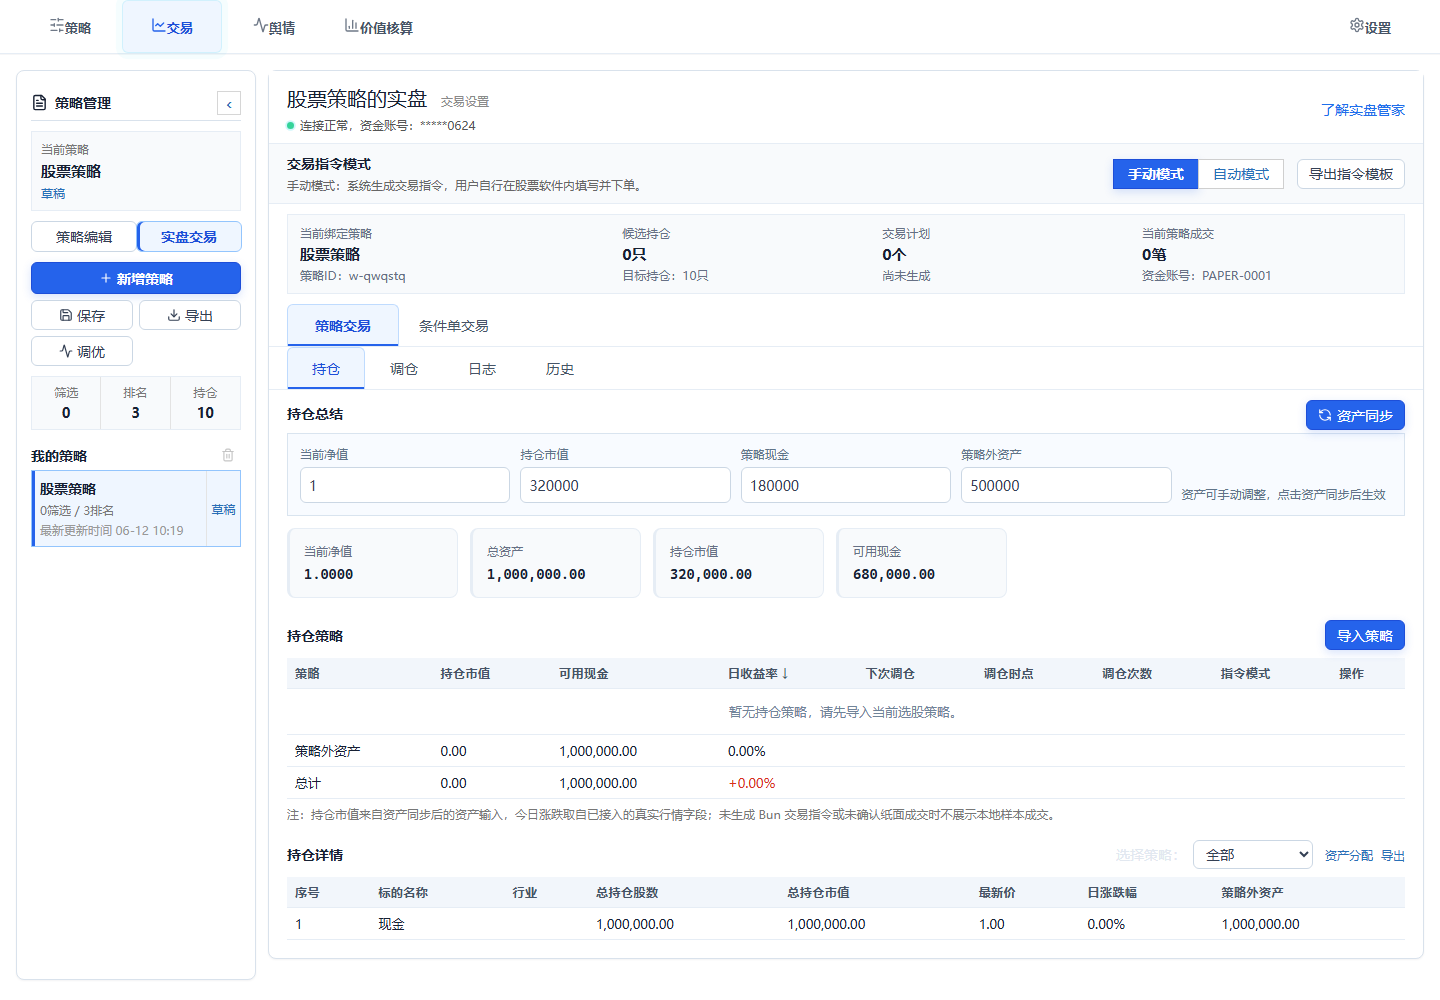 策略
交易
舆情
价值核算
设置
策略管理
‹
当前策略
股票策略
草稿
策略编辑
实盘交易
+ 新增策略
保存
导出
调优
筛选 排名 持仓
0 3 10
我的策略
股票策略
0筛选 / 3排名
最新更新时间 06-12 10:19
草稿
股票策略的实盘 交易设置
连接正常，资金账号：*****0624
了解实盘管家
交易指令模式
手动模式：系统生成交易指令，用户自行在股票软件内填写并下单。
手动模式 自动模式 导出指令模板
当前绑定策略 候选持仓 交易计划 当前策略成交
股票策略 0只 0个 0笔
策略ID：w-qwqstq 目标持仓：10只 尚未生成 资金账号：PAPER-0001
策略交易 条件单交易
持仓 调仓 日志 历史
持仓总结
资产同步
当前净值 持仓市值 策略现金 策略外资产
1 320000 180000 500000 资产可手动调整，点击资产同步后生效
当前净值 总资产 持仓市值 可用现金
1.0000 1,000,000.00 320,000.00 680,000.00
持仓策略
导入策略
策略 持仓市值 可用现金 日收益率↓ 下次调仓 调仓时点 调仓次数 指令模式 操作
暂无持仓策略，请先导入当前选股策略。
策略外资产 0.00 1,000,000.00 0.00%
总计 0.00 1,000,000.00 +0.00%
注：持仓市值来自资产同步后的资产输入，今日涨跌取自已接入的真实行情字段；未生成 Bun 交易指令或未确认纸面成交时不展示本地样本成交。
持仓详情
选择策略： 全部 资产分配 导出
序号 标的名称 行业 总持仓股数 总持仓市值 最新价 日涨跌幅 策略外资产
1 现金 1,000,000.00 1,000,000.00 1.00 0.00% 1,000,000.00